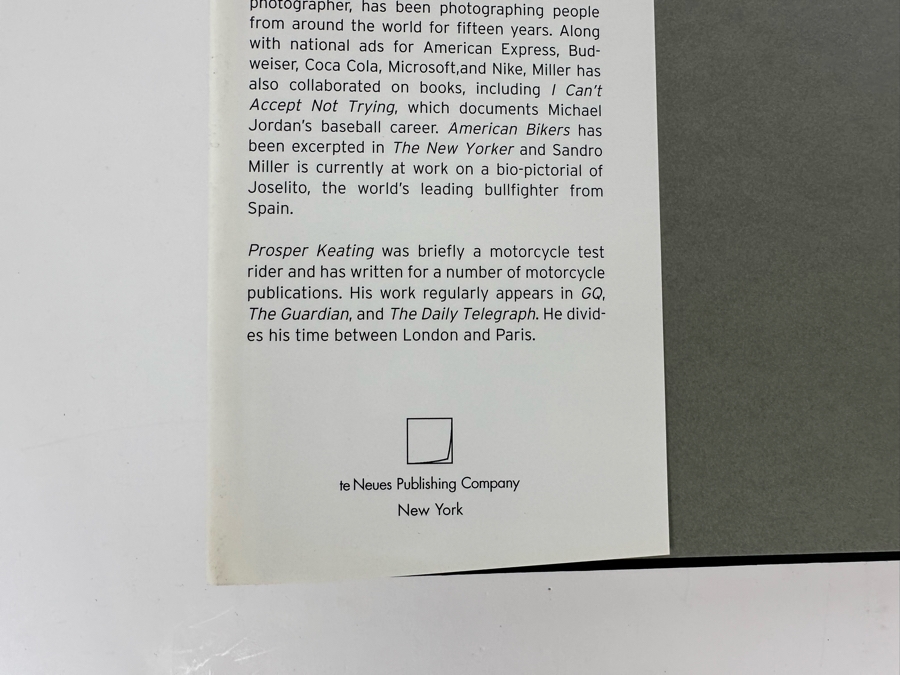 photographer, has been photographing people
from around the world for fifteen years. Along
with national ads for American Express, Bud-
weiser, Coca Cola, Microsoft,and Nike, Miller has
also collaborated on books, including I Can't
Accept Not Trying, which documents Michael
Jordan's baseball career. American Bikers has
been excerpted in The New Yorker and Sandro
Miller is currently at work on a bio-pictorial of
Joselito, the world's leading bullfighter from
Spain.
Prosper Keating was briefly a motorcycle test
rider and has written for a number of motorcycle
publications. His work regularly appears in GQ,
The Guardian, and The Daily Telegraph. He divid-
es his time between London and Paris.
te Neues Publishing Company
New York